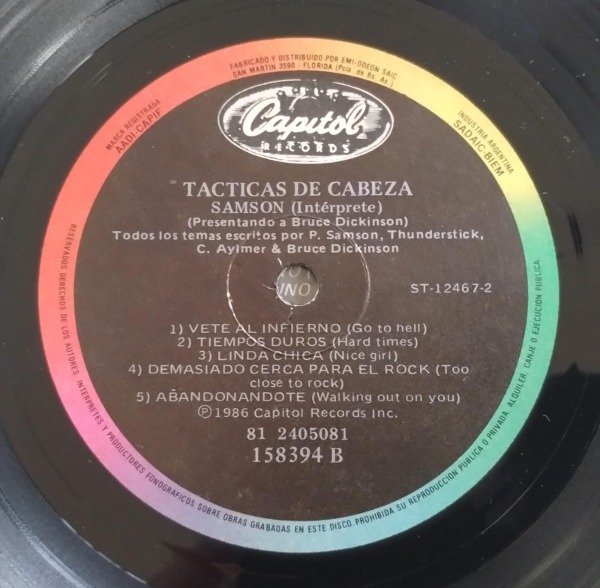 FABRICADO Y DISTRIBUIDO POR EMI-ODEON SAIC
SAN MARTIN 3590 - FLORIDA (Pcia de Bs. As.)
MARCA REGISTRADA
AADI-CAPIF
INDUSTRIA ARGENTINA
SADAIC-BIEM
Capitol
RECORDS
TACTICAS DE CABEZA
SAMSON (Intérprete)
(Presentando a Bruce Dickinson)
Todos los temas escritos por P. Samson, Thunderstick,
C. Aylmer & Bruce Dickinson
UNO
ST-12467-2
1) VETE AL INFIERNO (Go to hell)
2) TIEMPOS DUROS (Hard times)
3) LINDA CHICA (Nice girl)
4) DEMASIADO CERCA PARA EL ROCK (Too
close to rock)
5) ABANDONANDOTE (Walking out on you)
Ⓟ 1986 Capitol Records Inc.
81 2405081
158394 B
RESERVADOS DERECHOS DE LOS AUTORES INTERPRETES Y PRODUCTORES FONOGRAFICOS SOBRE OBRAS GRABADAS EN ESTE DISCO. PROHIBIDA SU REPRODUCCION PUBLICA O PRIVADA, ALQUILER, CANJE O EJECUCION PUBLICA